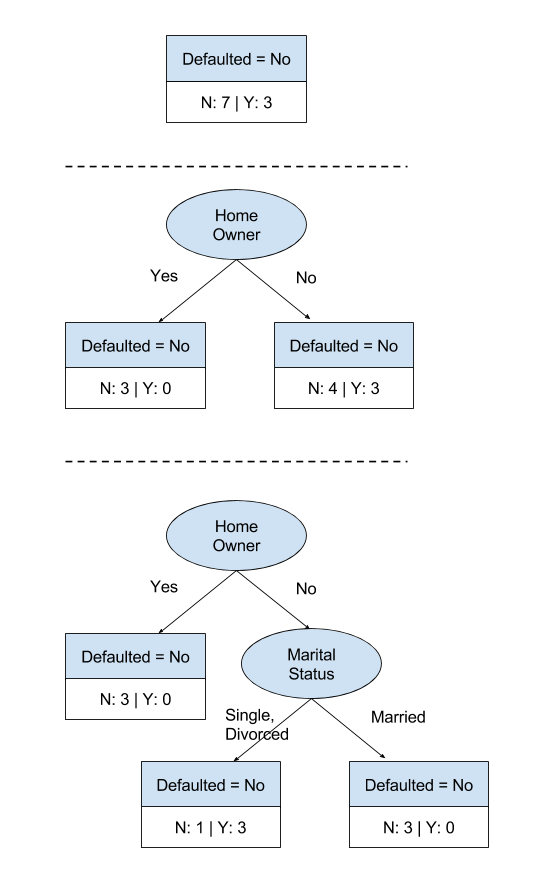 Defaulted = No
N: 7 | Y: 3
Home
Owner
Yes
No
Defaulted = No
Defaulted = No
N: 3 | Y: 0
N: 4 | Y: 3
Home
Owner
Yes
No
Defaulted = No
N: 3 | Y: 0
Marital
Status
Single,
Divorced
Married
Defaulted = No
Defaulted = No
N: 1 | Y: 3
N: 3 | Y: 0